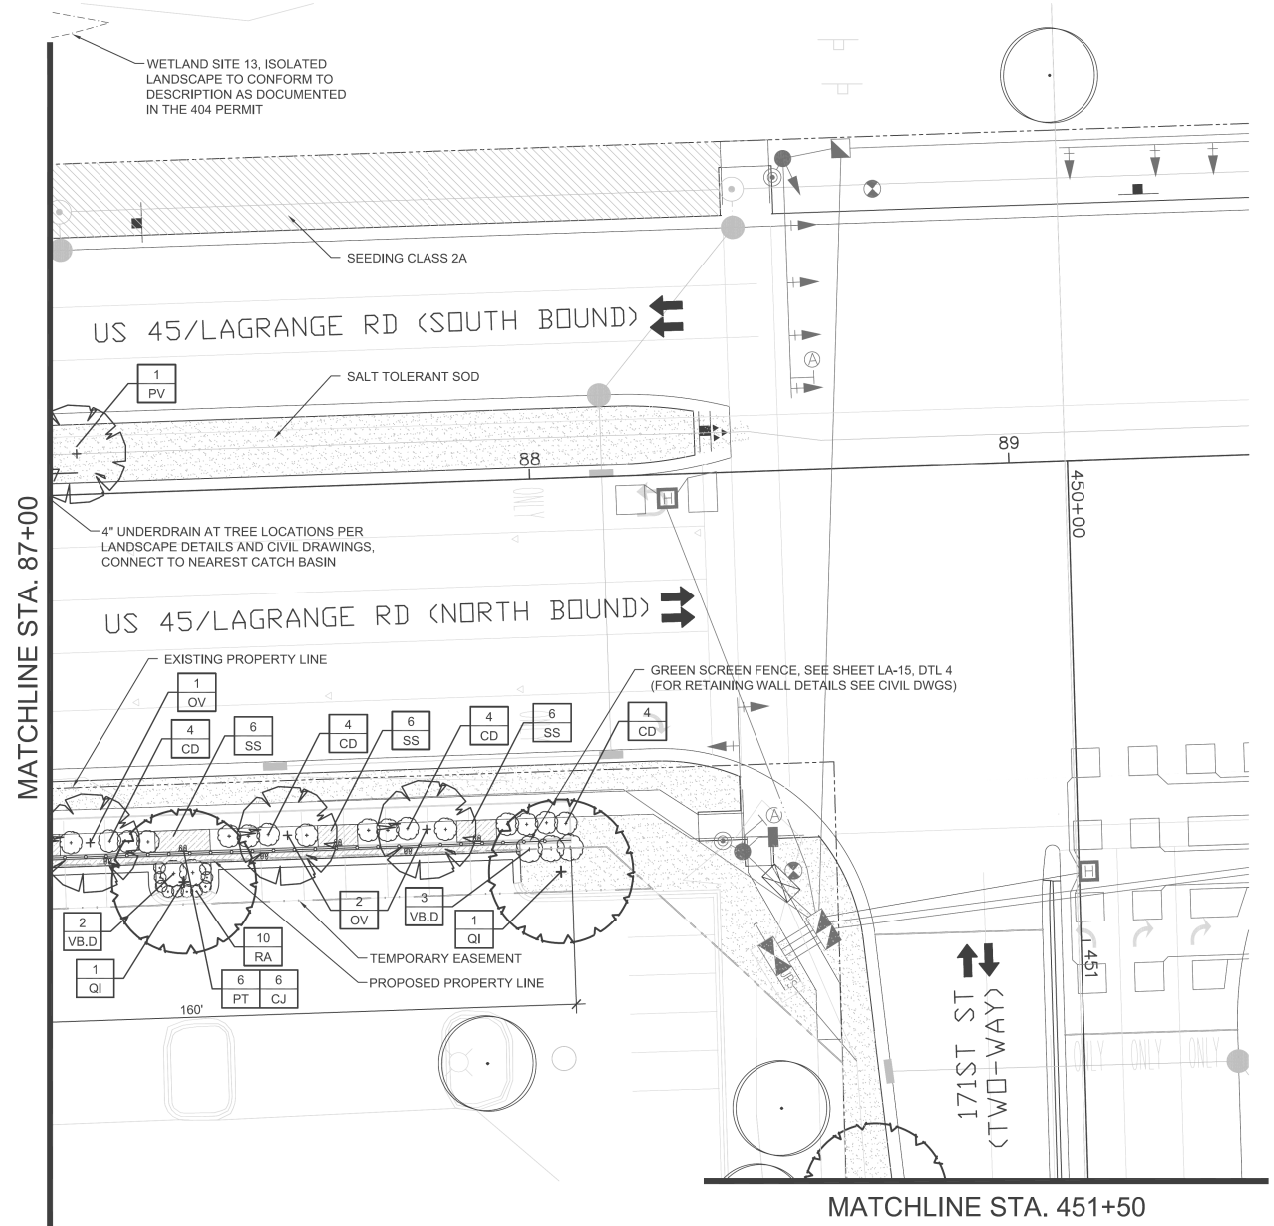 WETLAND SITE 13, ISOLATED
LANDSCAPE TO CONFORM TO
DESCRIPTION AS DOCUMENTED
IN THE 404 PERMIT
SEEDING CLASS 2A
US 45/LAGRANGE RD (SOUTH BOUND)
A
1
PV
SALT TOLERANT SOD
88
89
450+00
H
ONLY
4" UNDERDRAIN AT TREE LOCATIONS PER
LANDSCAPE DETAILS AND CIVIL DRAWINGS,
CONNECT TO NEAREST CATCH BASIN
MATCHLINE STA. 87+00
US 45/LAGRANGE RD (NORTH BOUND)
EXISTING PROPERTY LINE
GREEN SCREEN FENCE, SEE SHEET LA-15, DTL 4
(FOR RETAINING WALL DETAILS SEE CIVIL DWGS)
1
OV
4
CD
6
SS
4
CD
6
SS
4
CD
6
SS
4
CD
A
H
2
VB.D
1
QI
10
RA
6
PT
6
CJ
2
OV
3
VB.D
1
QI
TEMPORARY EASEMENT
PROPOSED PROPERTY LINE
160'
UPS
451
171ST ST
(TWO-WAY)
ONLY
ONLY
ONLY
MATCHLINE STA. 451+50